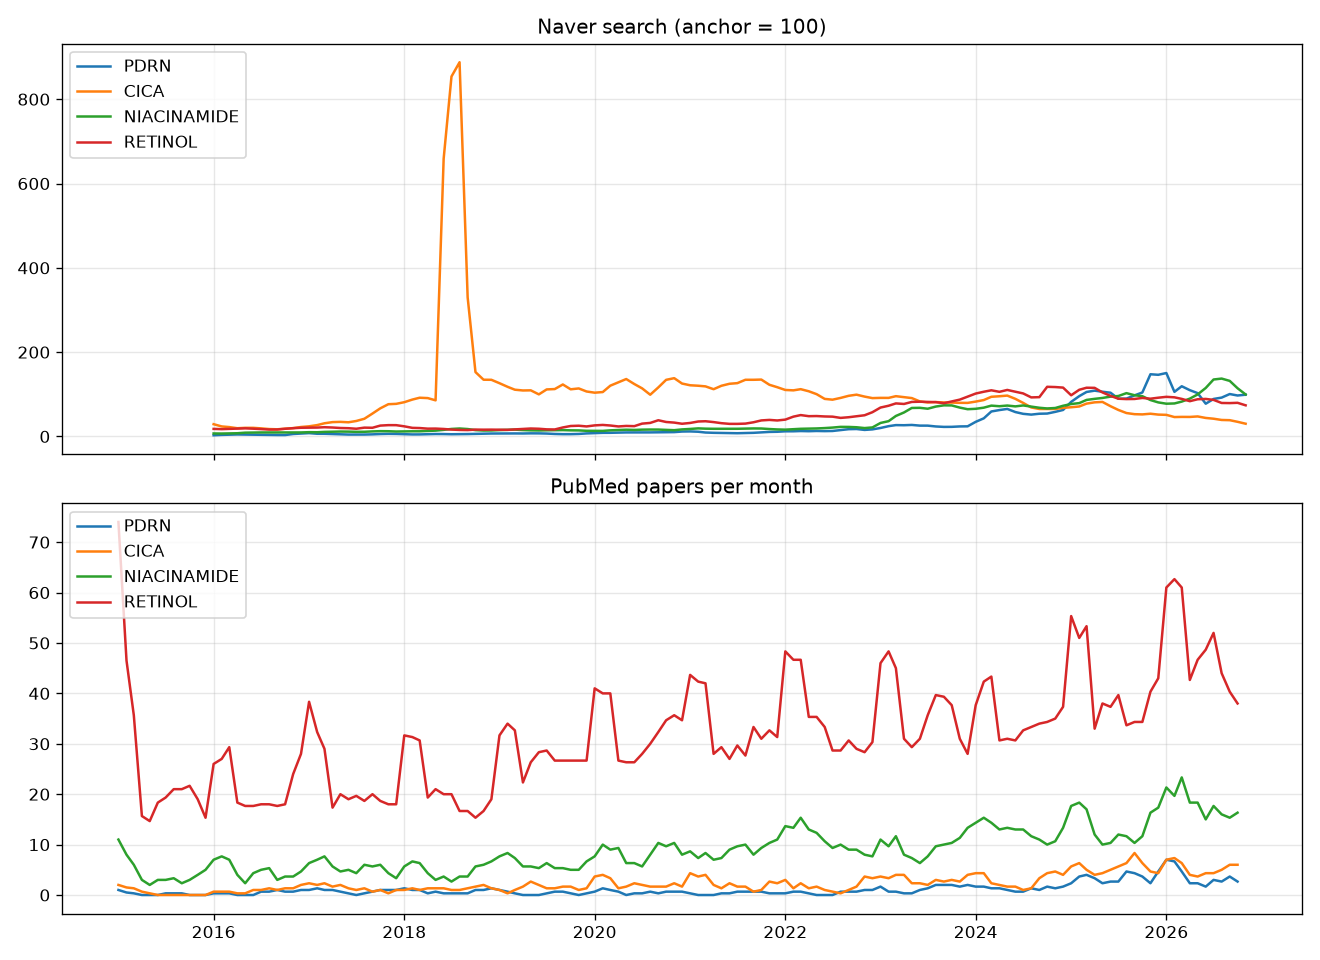 Naver search (anchor = 100)
PDRN
CICA
NIACINAMIDE
RETINOL
800
600
400
200
0
PubMed papers per month
PDRN
CICA
NIACINAMIDE
RETINOL
70
60
50
40
30
20
10
0
2016 2018 2020 2022 2024 2026